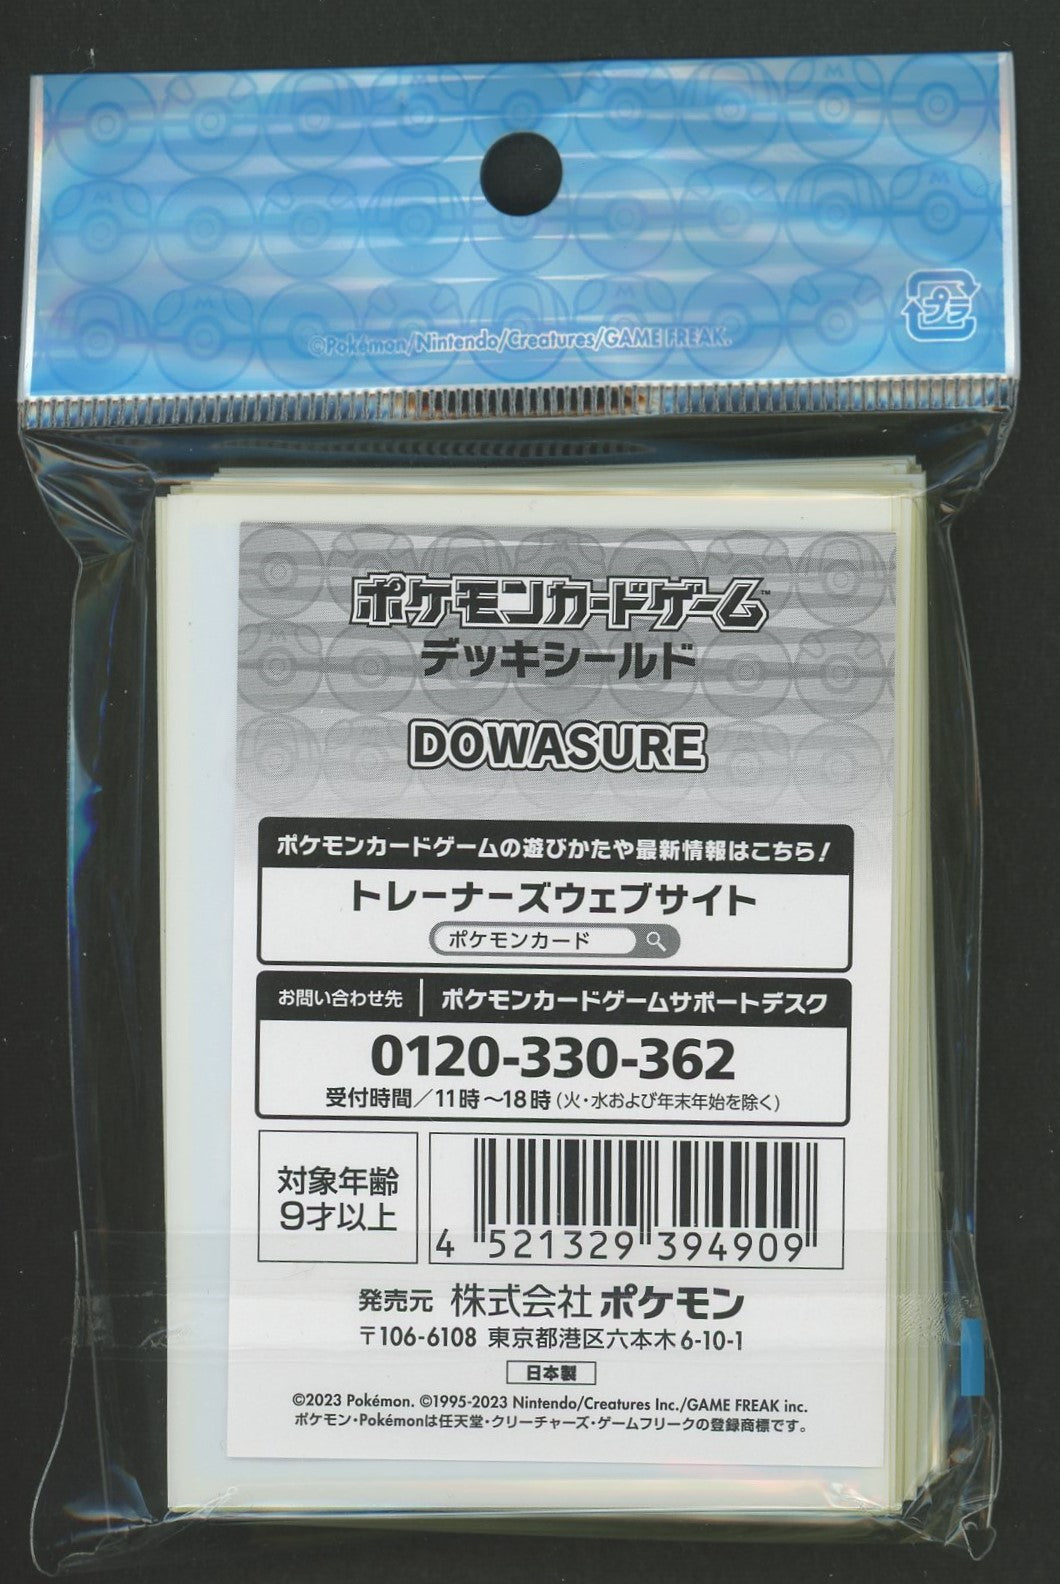 ©Pokémon/Nintendo/Creatures/GAME FREAK.
プラ
ポケモンカードゲーム™
デッキシールド
DOWASURE
ポケモンカードゲームの遊びかたや最新情報はこちら!
トレーナーズウェブサイト
ポケモンカード
お問い合わせ先 | ポケモンカードゲームサポートデスク
0120-330-362
受付時間/11時~18時(火・水および年末年始を除く)
対象年齢
9才以上
4 521329 394909
発売元 株式会社ポケモン
〒106-6108 東京都港区六本木6-10-1
日本製
©2023 Pokémon. ©1995-2023 Nintendo/Creatures Inc./GAME FREAK inc.
ポケモン・Pokémonは任天堂・クリーチャーズ・ゲームフリークの登録商標です。